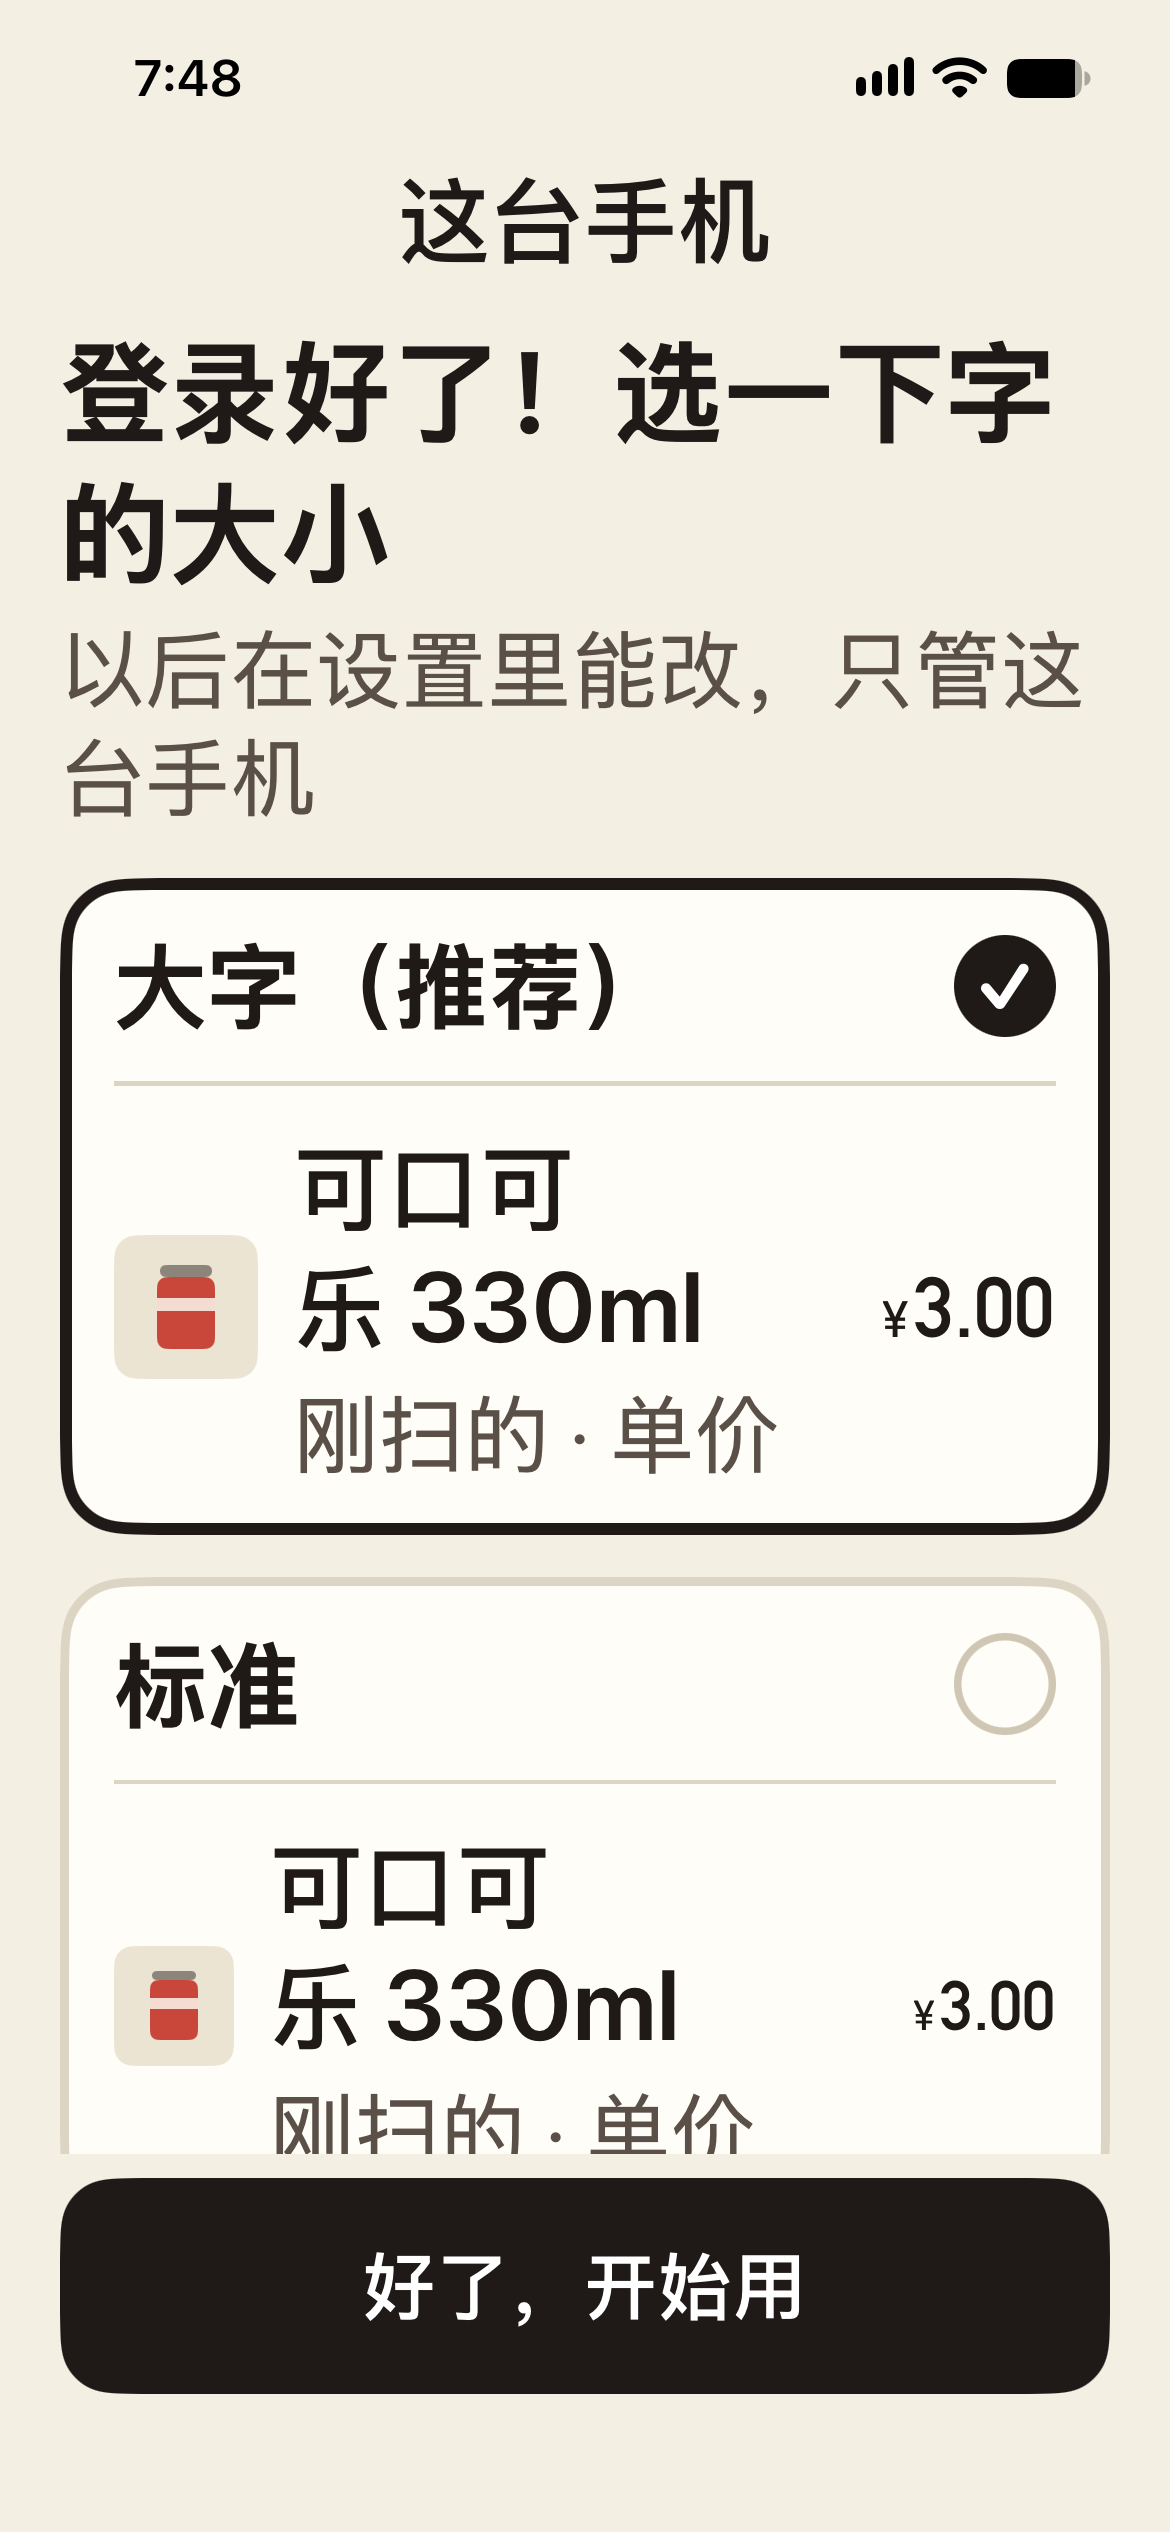 7:48
这台手机
登录好了！选一下字
的大小
以后在设置里能改，只管这
台手机
大字（推荐）
可口可
乐 330ml
¥3.00
刚扫的 · 单价
标准
可口可
乐 330ml
¥3.00
刚扫的 · 单价
好了，开始用